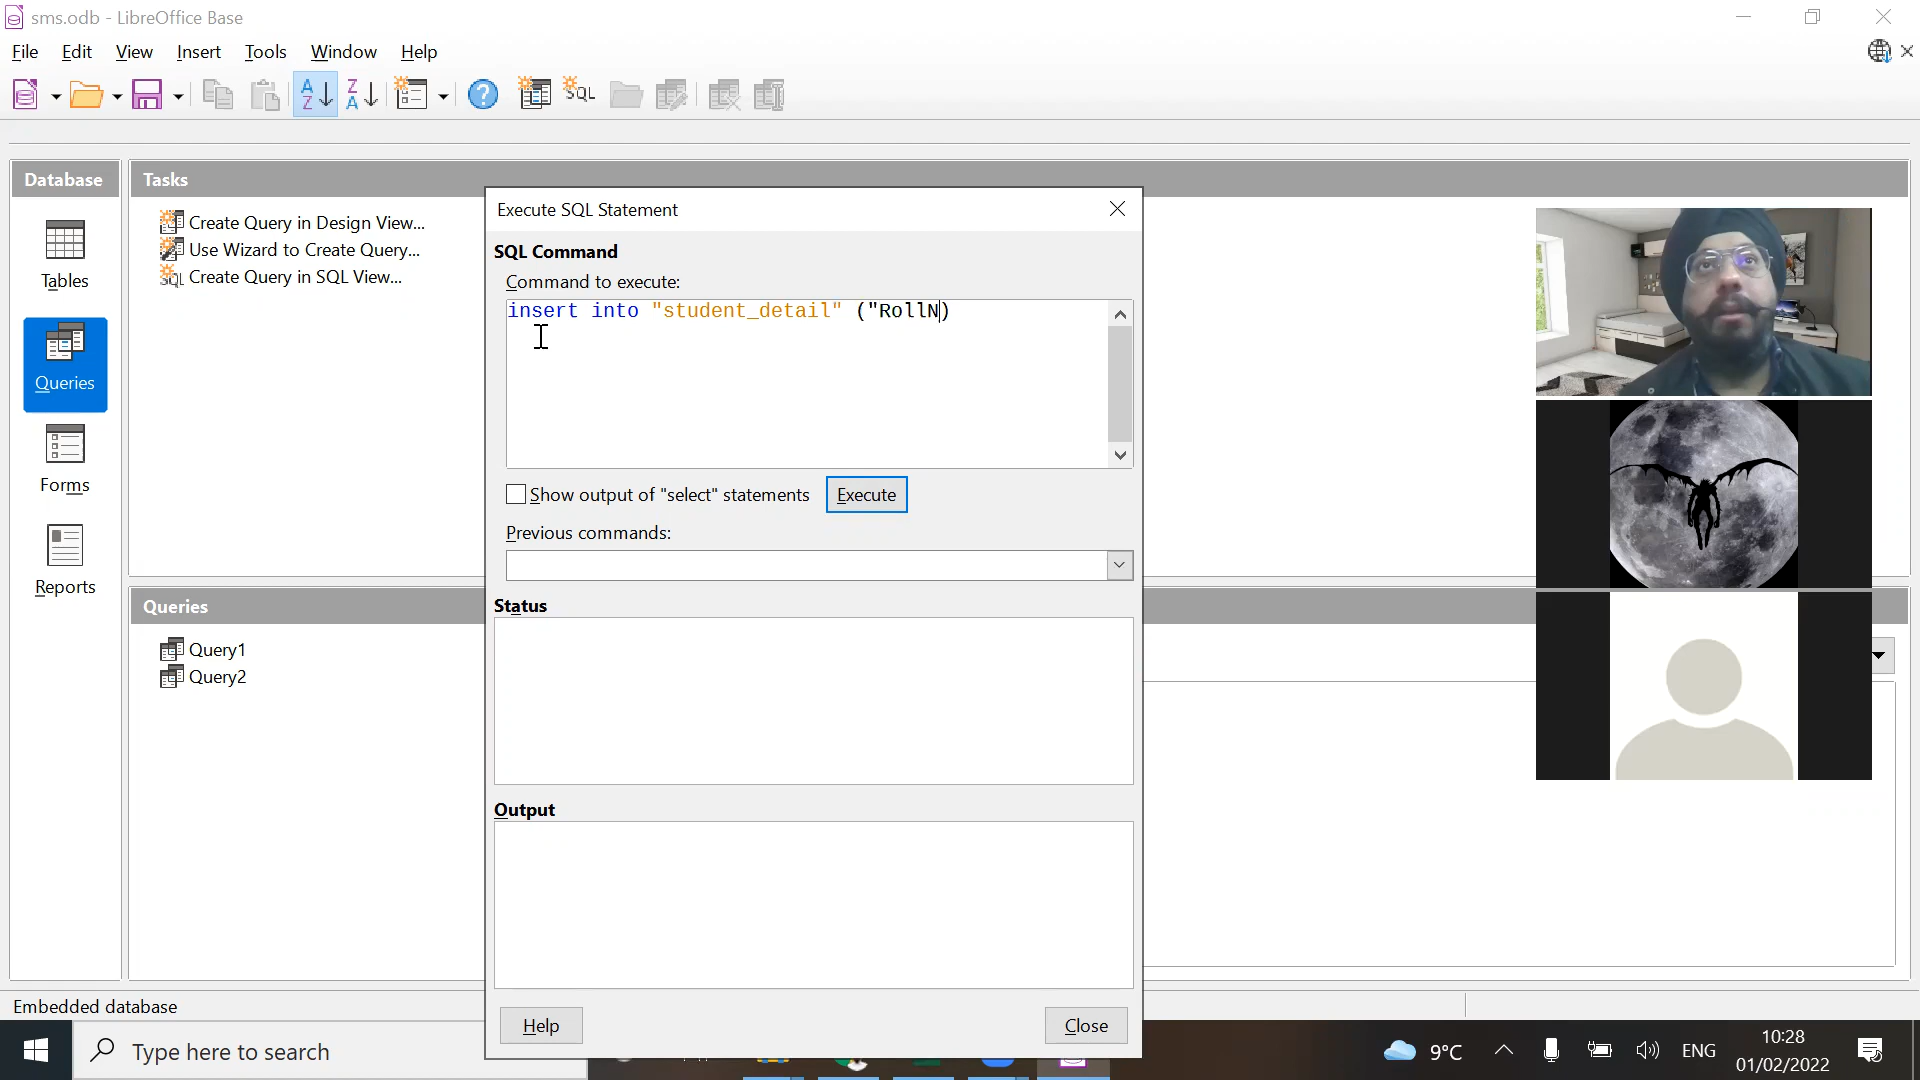 sms.odb - LibreOffice Base
File Edit View Insert Tools Window Help
A Z Z A ? SQL
Database
Tasks
Create Query in Design View...
Use Wizard to Create Query...
SQL Create Query in SQL View...
Tables
Queries
Forms
Reports
Execute SQL Statement
SQL Command
Command to execute:
insert into "student_detail" ("RollN)
Show output of "select" statements Execute
Previous commands:
Status
Output
Help Close
Queries
Query1
Query2
Embedded database
Type here to search
9°C ENG 10:28
01/02/2022